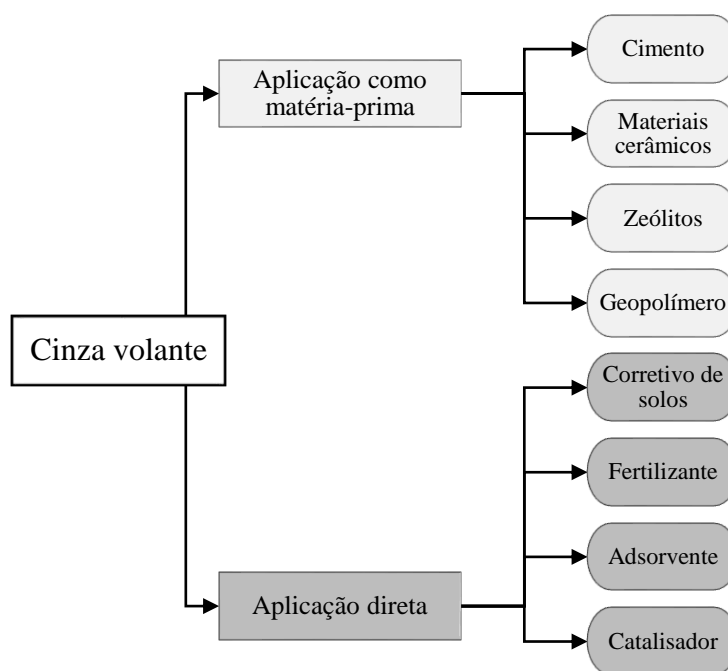 Cimento
Aplicação como
matéria-prima
Materiais
cerâmicos
Zeólitos
Geopolímero
Cinza volante
Corretivo de
solos
Fertilizante
Adsorvente
Aplicação direta
Catalisador